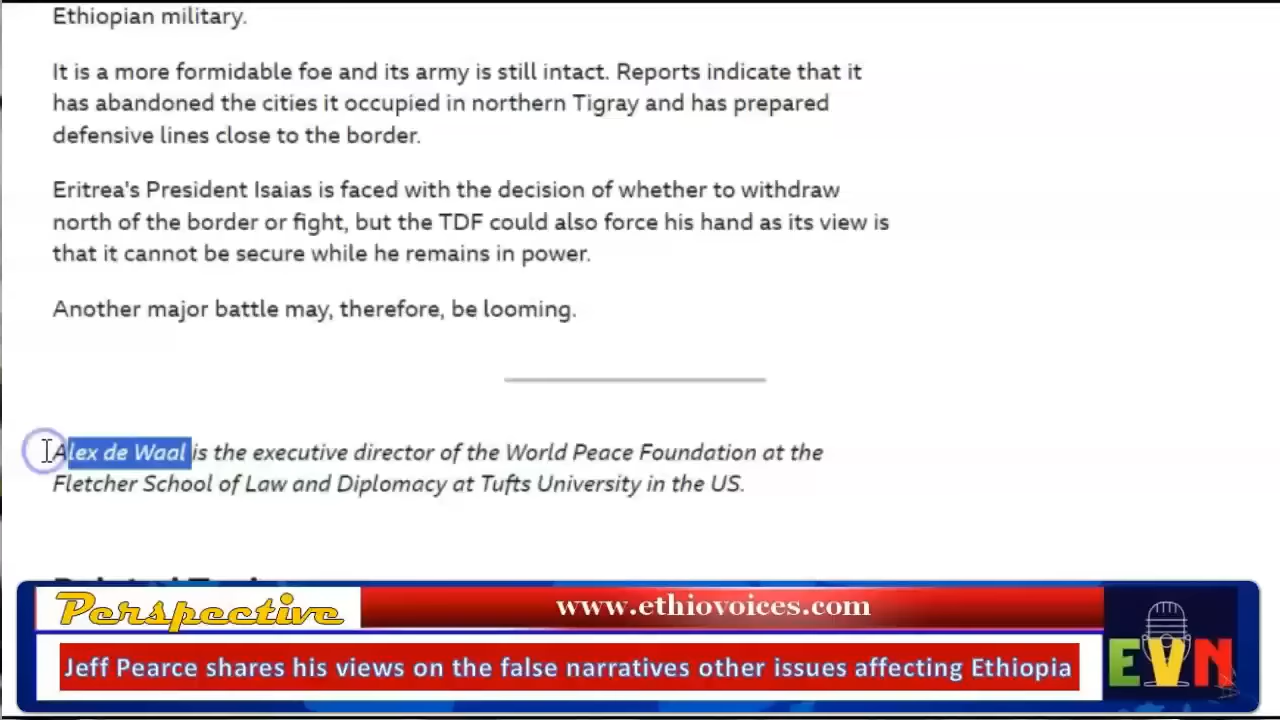 Ethiopian military.
It is a more formidable foe and its army is still intact. Reports indicate that it
has abandoned the cities it occupied in northern Tigray and has prepared
defensive lines close to the border.
Eritrea's President Isaias is faced with the decision of whether to withdraw
north of the border or fight, but the TDF could also force his hand as its view is
that it cannot be secure while he remains in power.
Another major battle may, therefore, be looming.
Alex de Waal is the executive director of the World Peace Foundation at the
Fletcher School of Law and Diplomacy at Tufts University in the US.
Perspective
www.ethiovoices.com
Jeff Pearce shares his views on the false narratives other issues affecting Ethiopia
EVN